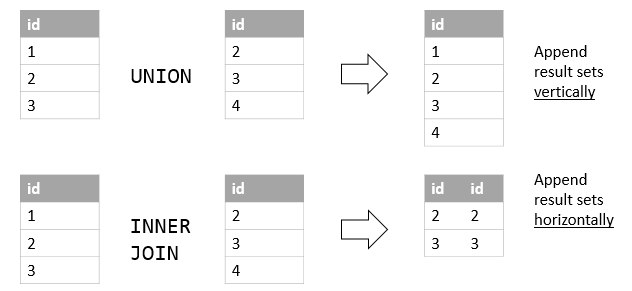 id
1
2
3
UNION
id
2
3
4
id
1
2
3
4
Append
result sets
vertically
id
1
2
3
INNER
JOIN
id
2
3
4
id id
2 2
3 3
Append
result sets
horizontally